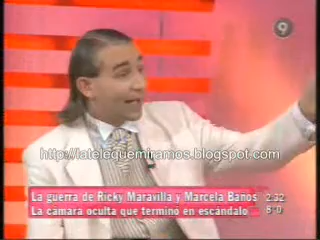 9
http://latelequemiramos.blogspot.com
La guerra de Ricky Maravilla y Marcela Baños 2:32
La cámara oculta que terminó en escándalo 8°0